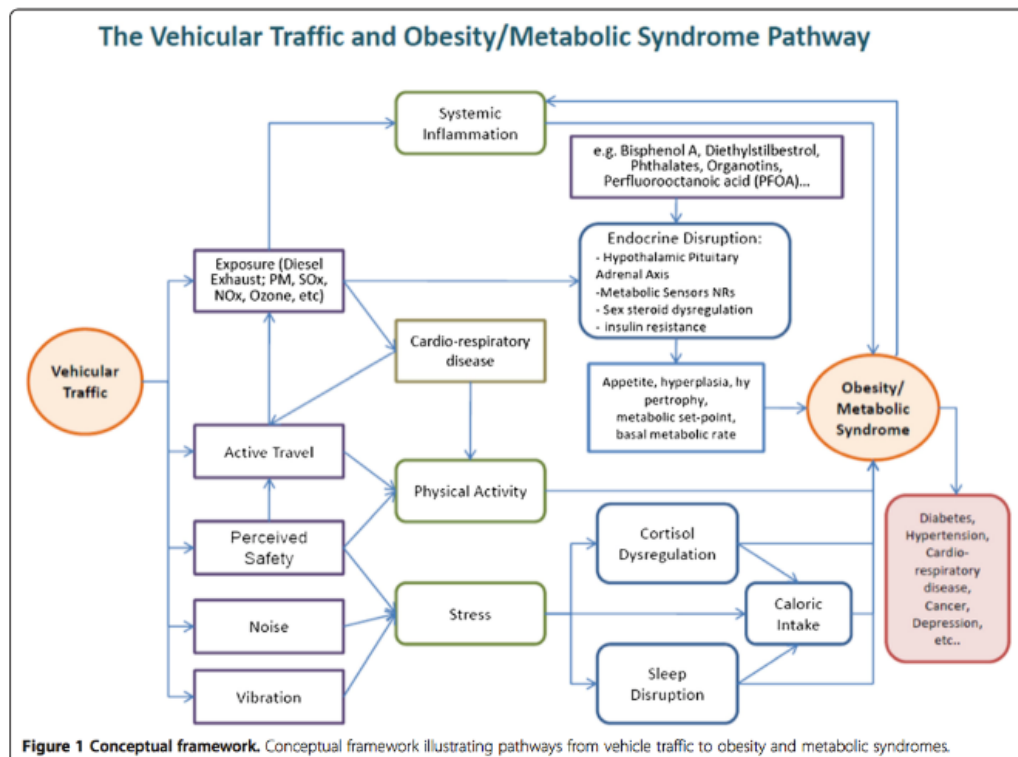 The Vehicular Traffic and Obesity/Metabolic Syndrome Pathway
Systemic
Inflammation
e.g. Bisphenol A, Diethylstilbestrol,
Phthalates, Organotins,
Perfluorooctanoic acid (PFOA)...
Exposure (Diesel
Exhaust; PM, SOx,
NOx, Ozone, etc)
Endocrine Disruption:
- Hypothalamic Pituitary
Adrenal Axis
-Metabolic Sensors NRs
- Sex steroid dysregulation
- insulin resistance
Cardio-respiratory
disease
Vehicular
Traffic
Appetite, hyperplasia, hy
pertrophy,
metabolic set-point,
basal metabolic rate
Obesity/
Metabolic
Syndrome
Active Travel
Physical Activity
Perceived
Safety
Cortisol
Dysregulation
Diabetes,
Hypertension,
Cardio-
respiratory
disease,
Cancer,
Depression,
etc..
Noise
Stress
Caloric
Intake
Vibration
Sleep
Disruption
Figure 1 Conceptual framework. Conceptual framework illustrating pathways from vehicle traffic to obesity and metabolic syndromes.